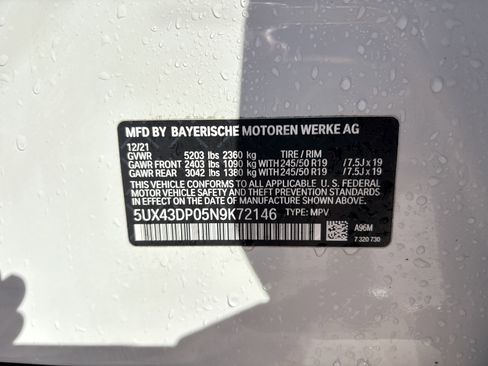 MFD BY BAYERISCHE MOTOREN WERKE AG
12/21
GVWR 5203 lbs 2360 kg TIRE / RIM
GAWR FRONT 2403 lbs 1090 kg WITH 245/50 R19 / 7.5J x 19
GAWR REAR 3042 lbs 1380 kg WITH 245/50 R19 / 7.5J x 19
THIS VEHICLE CONFORMS TO ALL APPLICABLE U.S. FEDERAL
MOTOR VEHICLE SAFETY AND THEFT PREVENTION STANDARDS
IN EFFECT ON THE DATE OF MANUFACTURE SHOWN ABOVE.
5UX43DP05N9K72146 TYPE: MPV
A96M
7 320 730